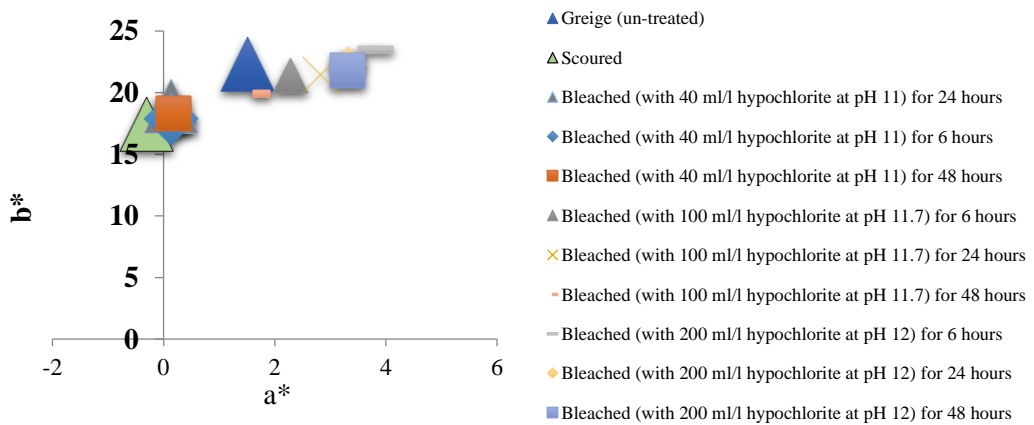 25
20
15
10
5
0
b*
-2
0
2
4
6
a*
Greige (un-treated)
Scoured
Bleached (with 40 ml/l hypochlorite at pH 11) for 24 hours
Bleached (with 40 ml/l hypochlorite at pH 11) for 6 hours
Bleached (with 40 ml/l hypochlorite at pH 11) for 48 hours
Bleached (with 100 ml/l hypochlorite at pH 11.7) for 6 hours
Bleached (with 100 ml/l hypochlorite at pH 11.7) for 24 hours
Bleached (with 100 ml/l hypochlorite at pH 11.7) for 48 hours
Bleached (with 200 ml/l hypochlorite at pH 12) for 6 hours
Bleached (with 200 ml/l hypochlorite at pH 12) for 24 hours
Bleached (with 200 ml/l hypochlorite at pH 12) for 48 hours